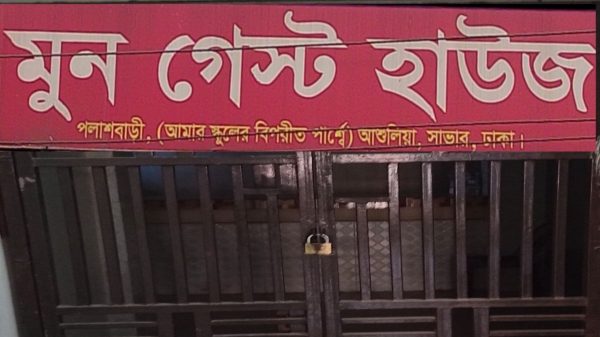 মুন গেস্ট হাউজ
পলাশবাড়ী, (আমার স্কুলের বিপরীত পার্শ্বে) আশুলিয়া, সাভার, ঢাকা।